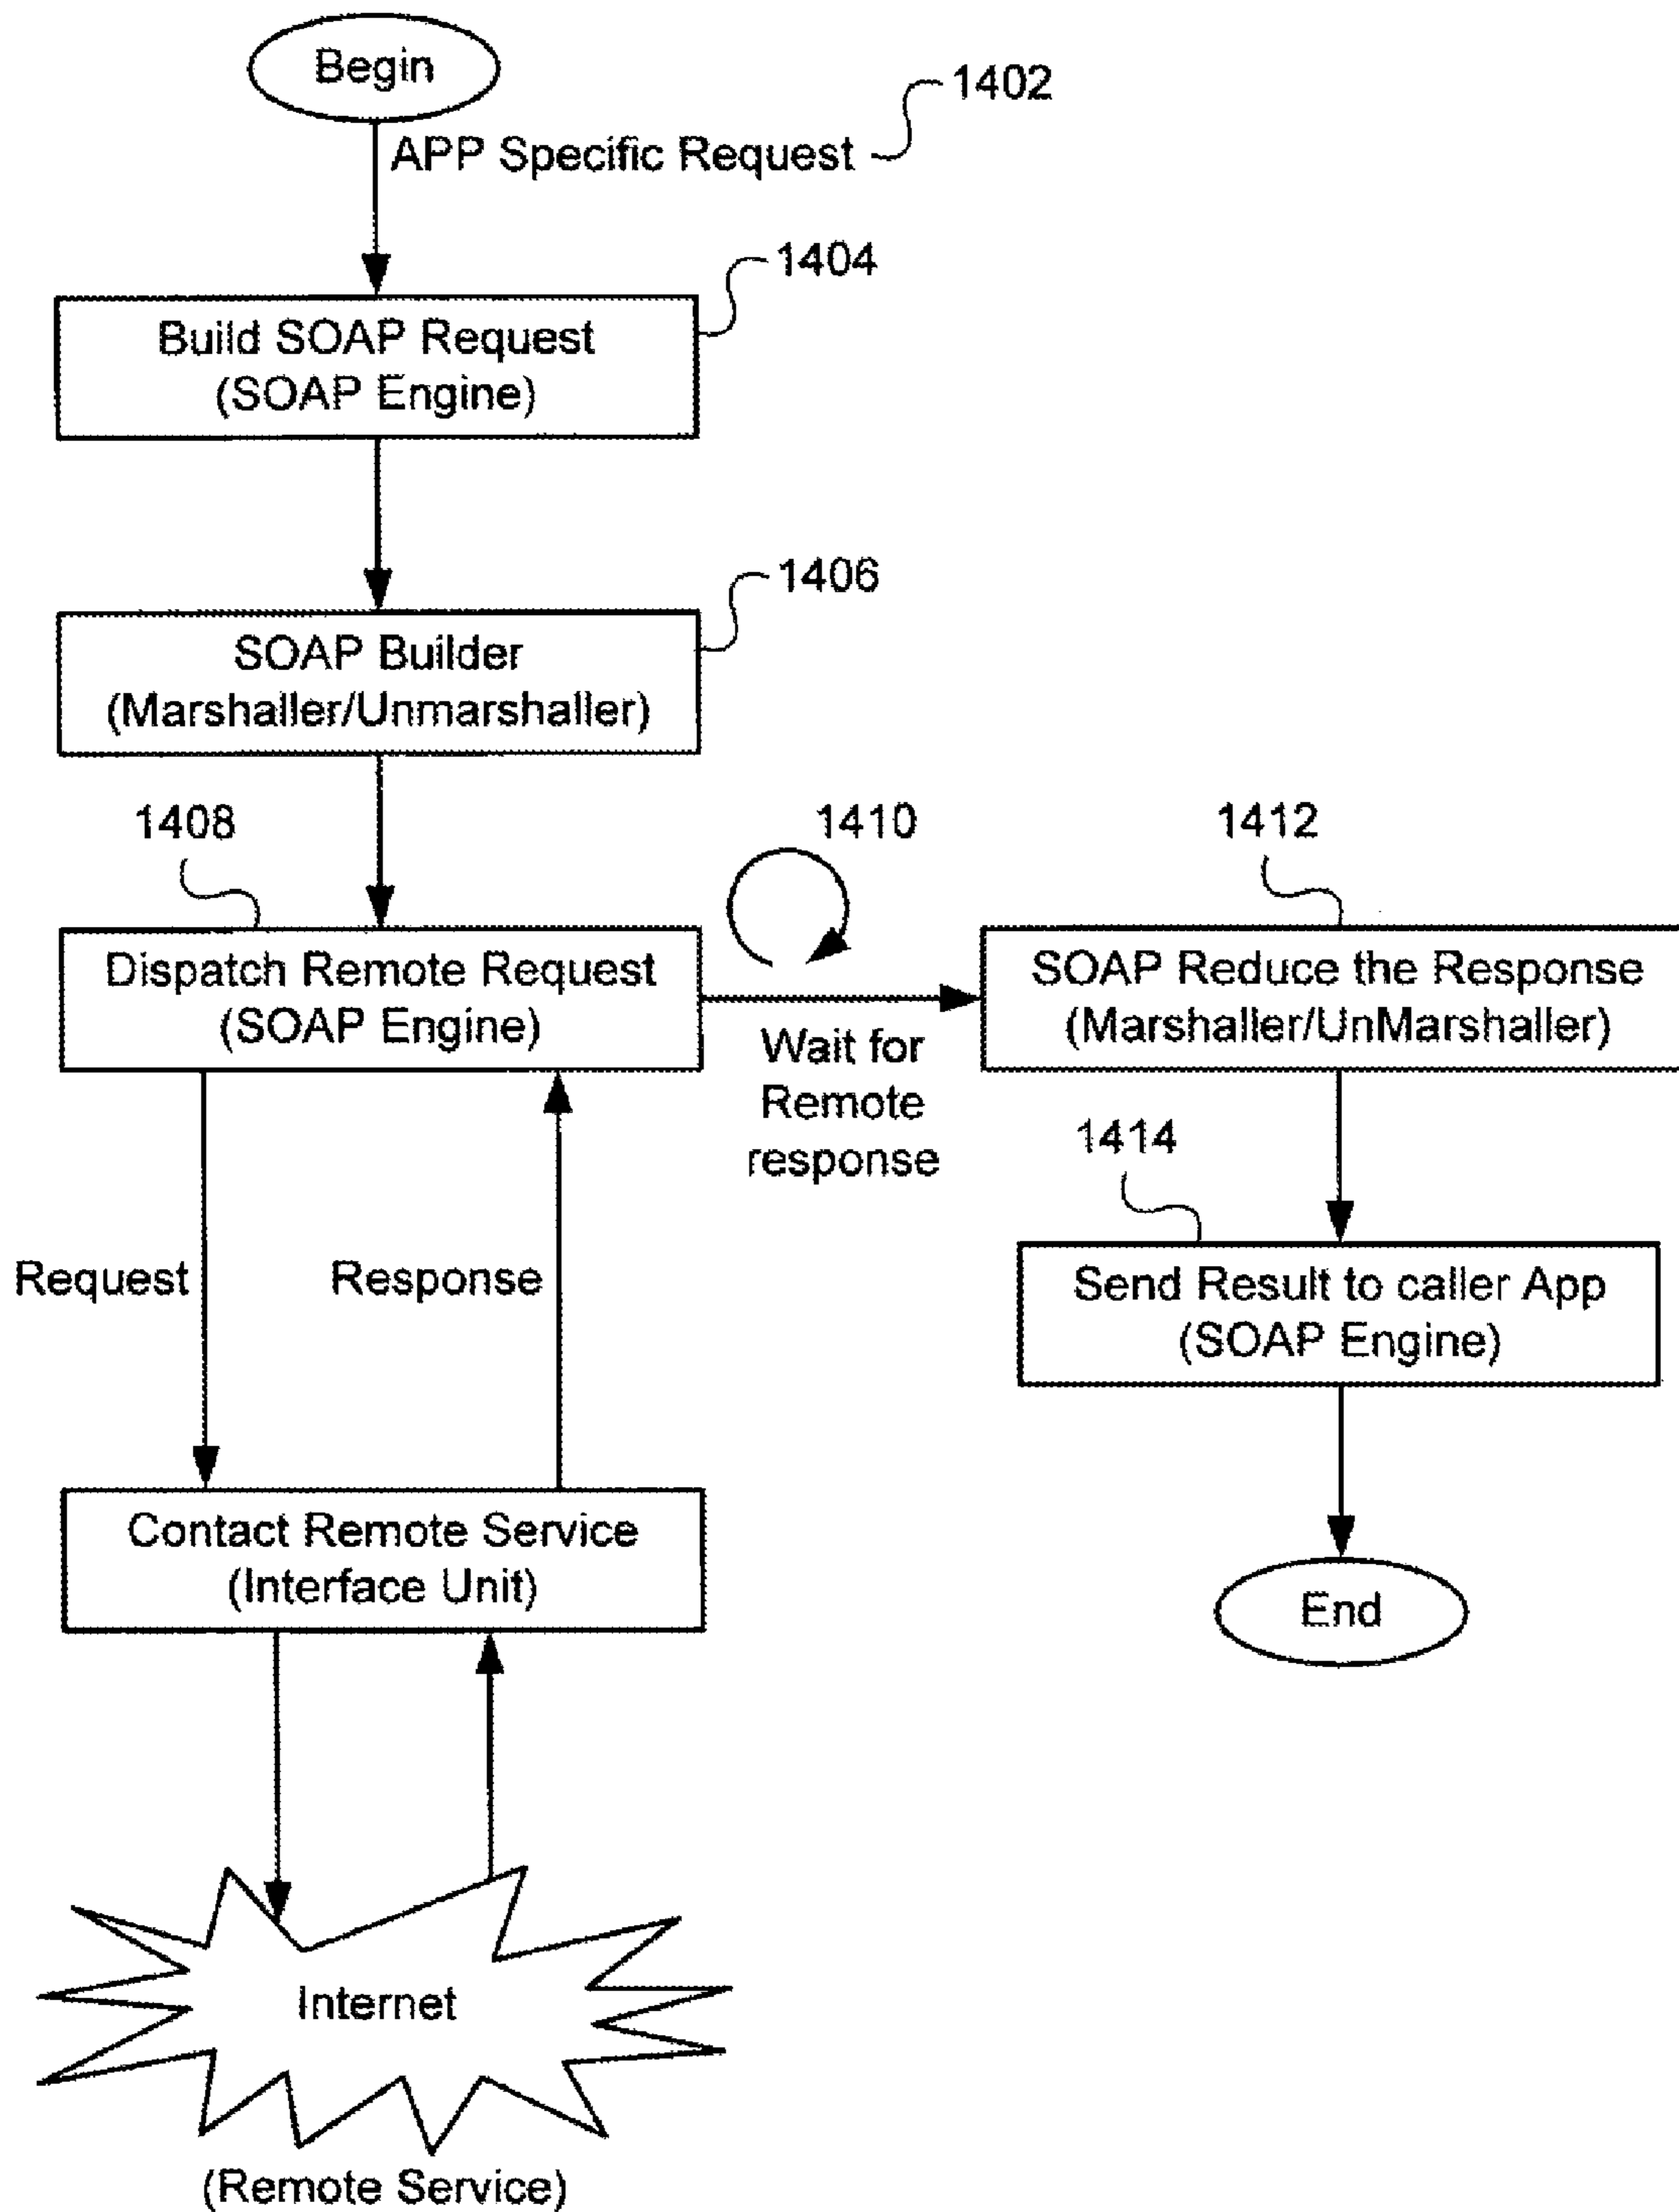 Begin
1402
APP Specific Request
1404
Build SOAP Request
(SOAP Engine)
1406
SOAP Builder
(Marshaller/Unmarshaller)
1408
1410
1412
Dispatch Remote Request
(SOAP Engine)
Wait for
Remote
response
SOAP Reduce the Response
(Marshaller/UnMarshaller)
1414
Send Result to caller App
(SOAP Engine)
Request
Response
Contact Remote Service
(Interface Unit)
End
Internet
(Remote Service)